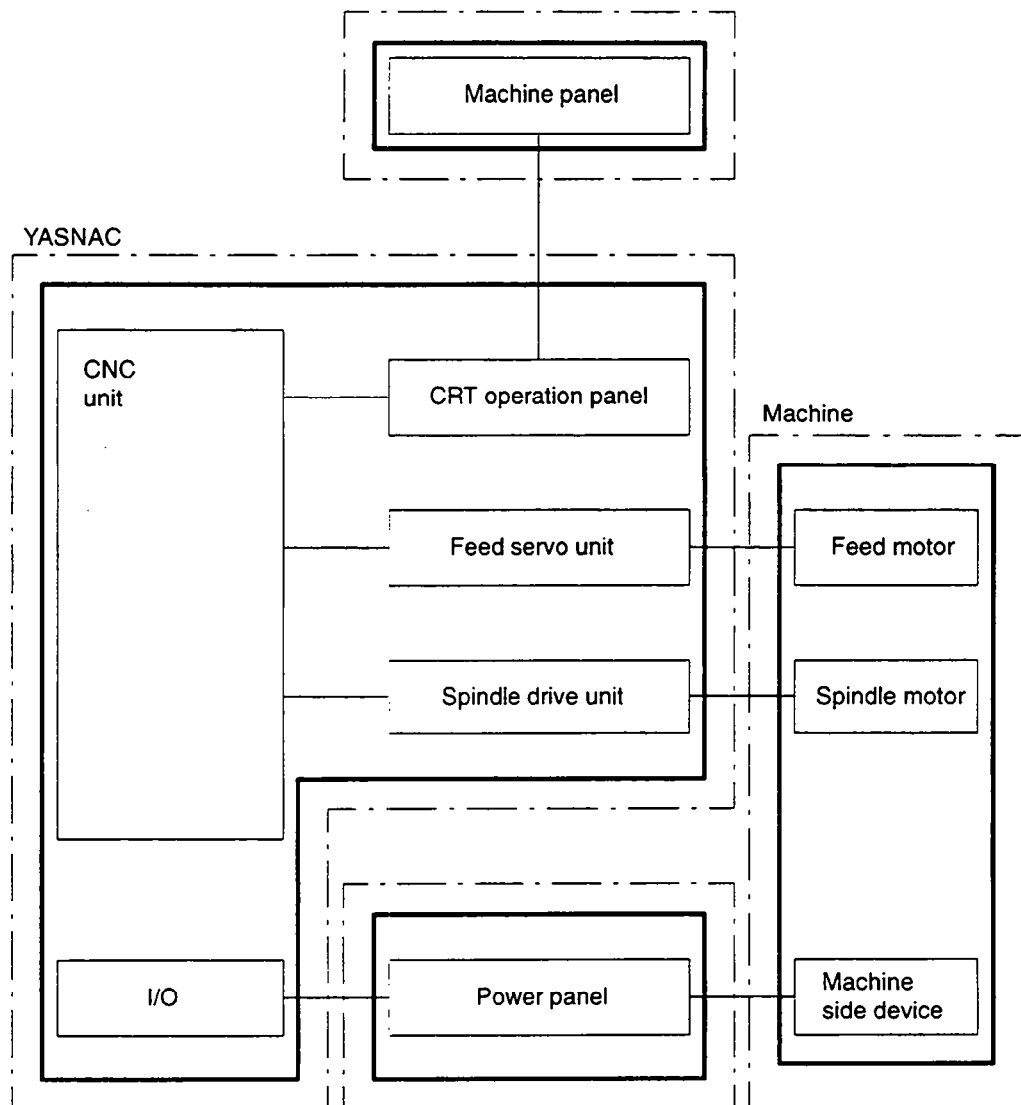 Machine panel
YASNAC
CNC
unit
CRT operation panel
Machine
Feed servo unit
Feed motor
Spindle drive unit
Spindle motor
I/O
Power panel
Machine
side device